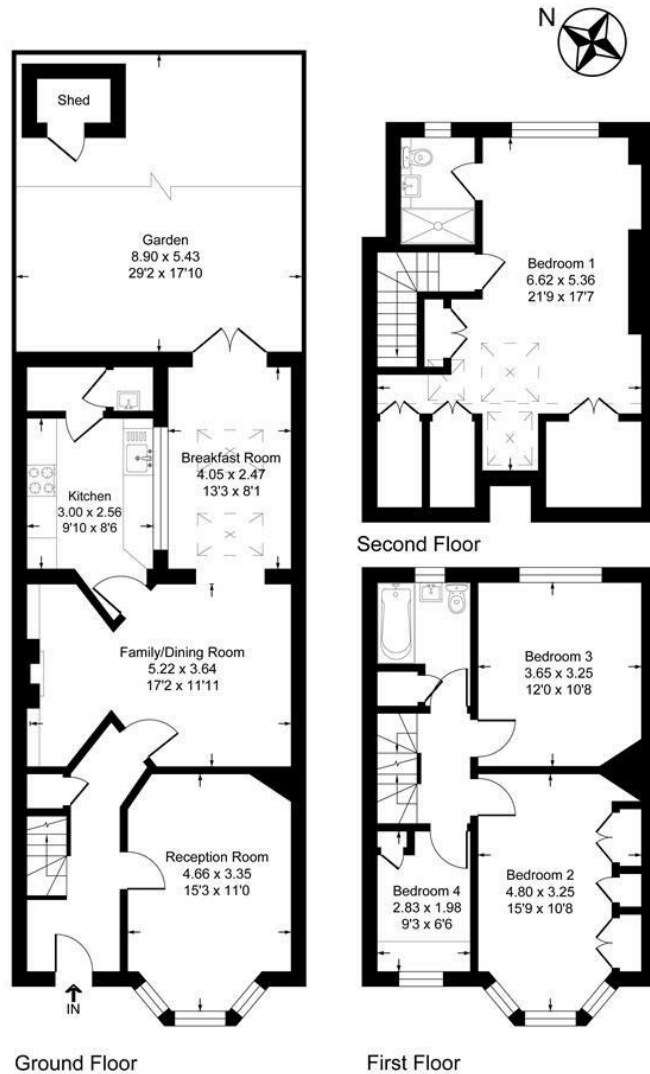 N
Shed
Garden
8.90 x 5.43
29'2 x 17'10
Breakfast Room
4.05 x 2.47
13'3 x 8'1
Kitchen
3.00 x 2.56
9'10 x 8'6
Family/Dining Room
5.22 x 3.64
17'2 x 11'11
Reception Room
4.66 x 3.35
15'3 x 11'0
IN
Ground Floor
Bedroom 1
6.62 x 5.36
21'9 x 17'7
Second Floor
Bedroom 3
3.65 x 3.25
12'0 x 10'8
Bedroom 2
4.80 x 3.25
15'9 x 10'8
Bedroom 4
2.83 x 1.98
9'3 x 6'6
First Floor